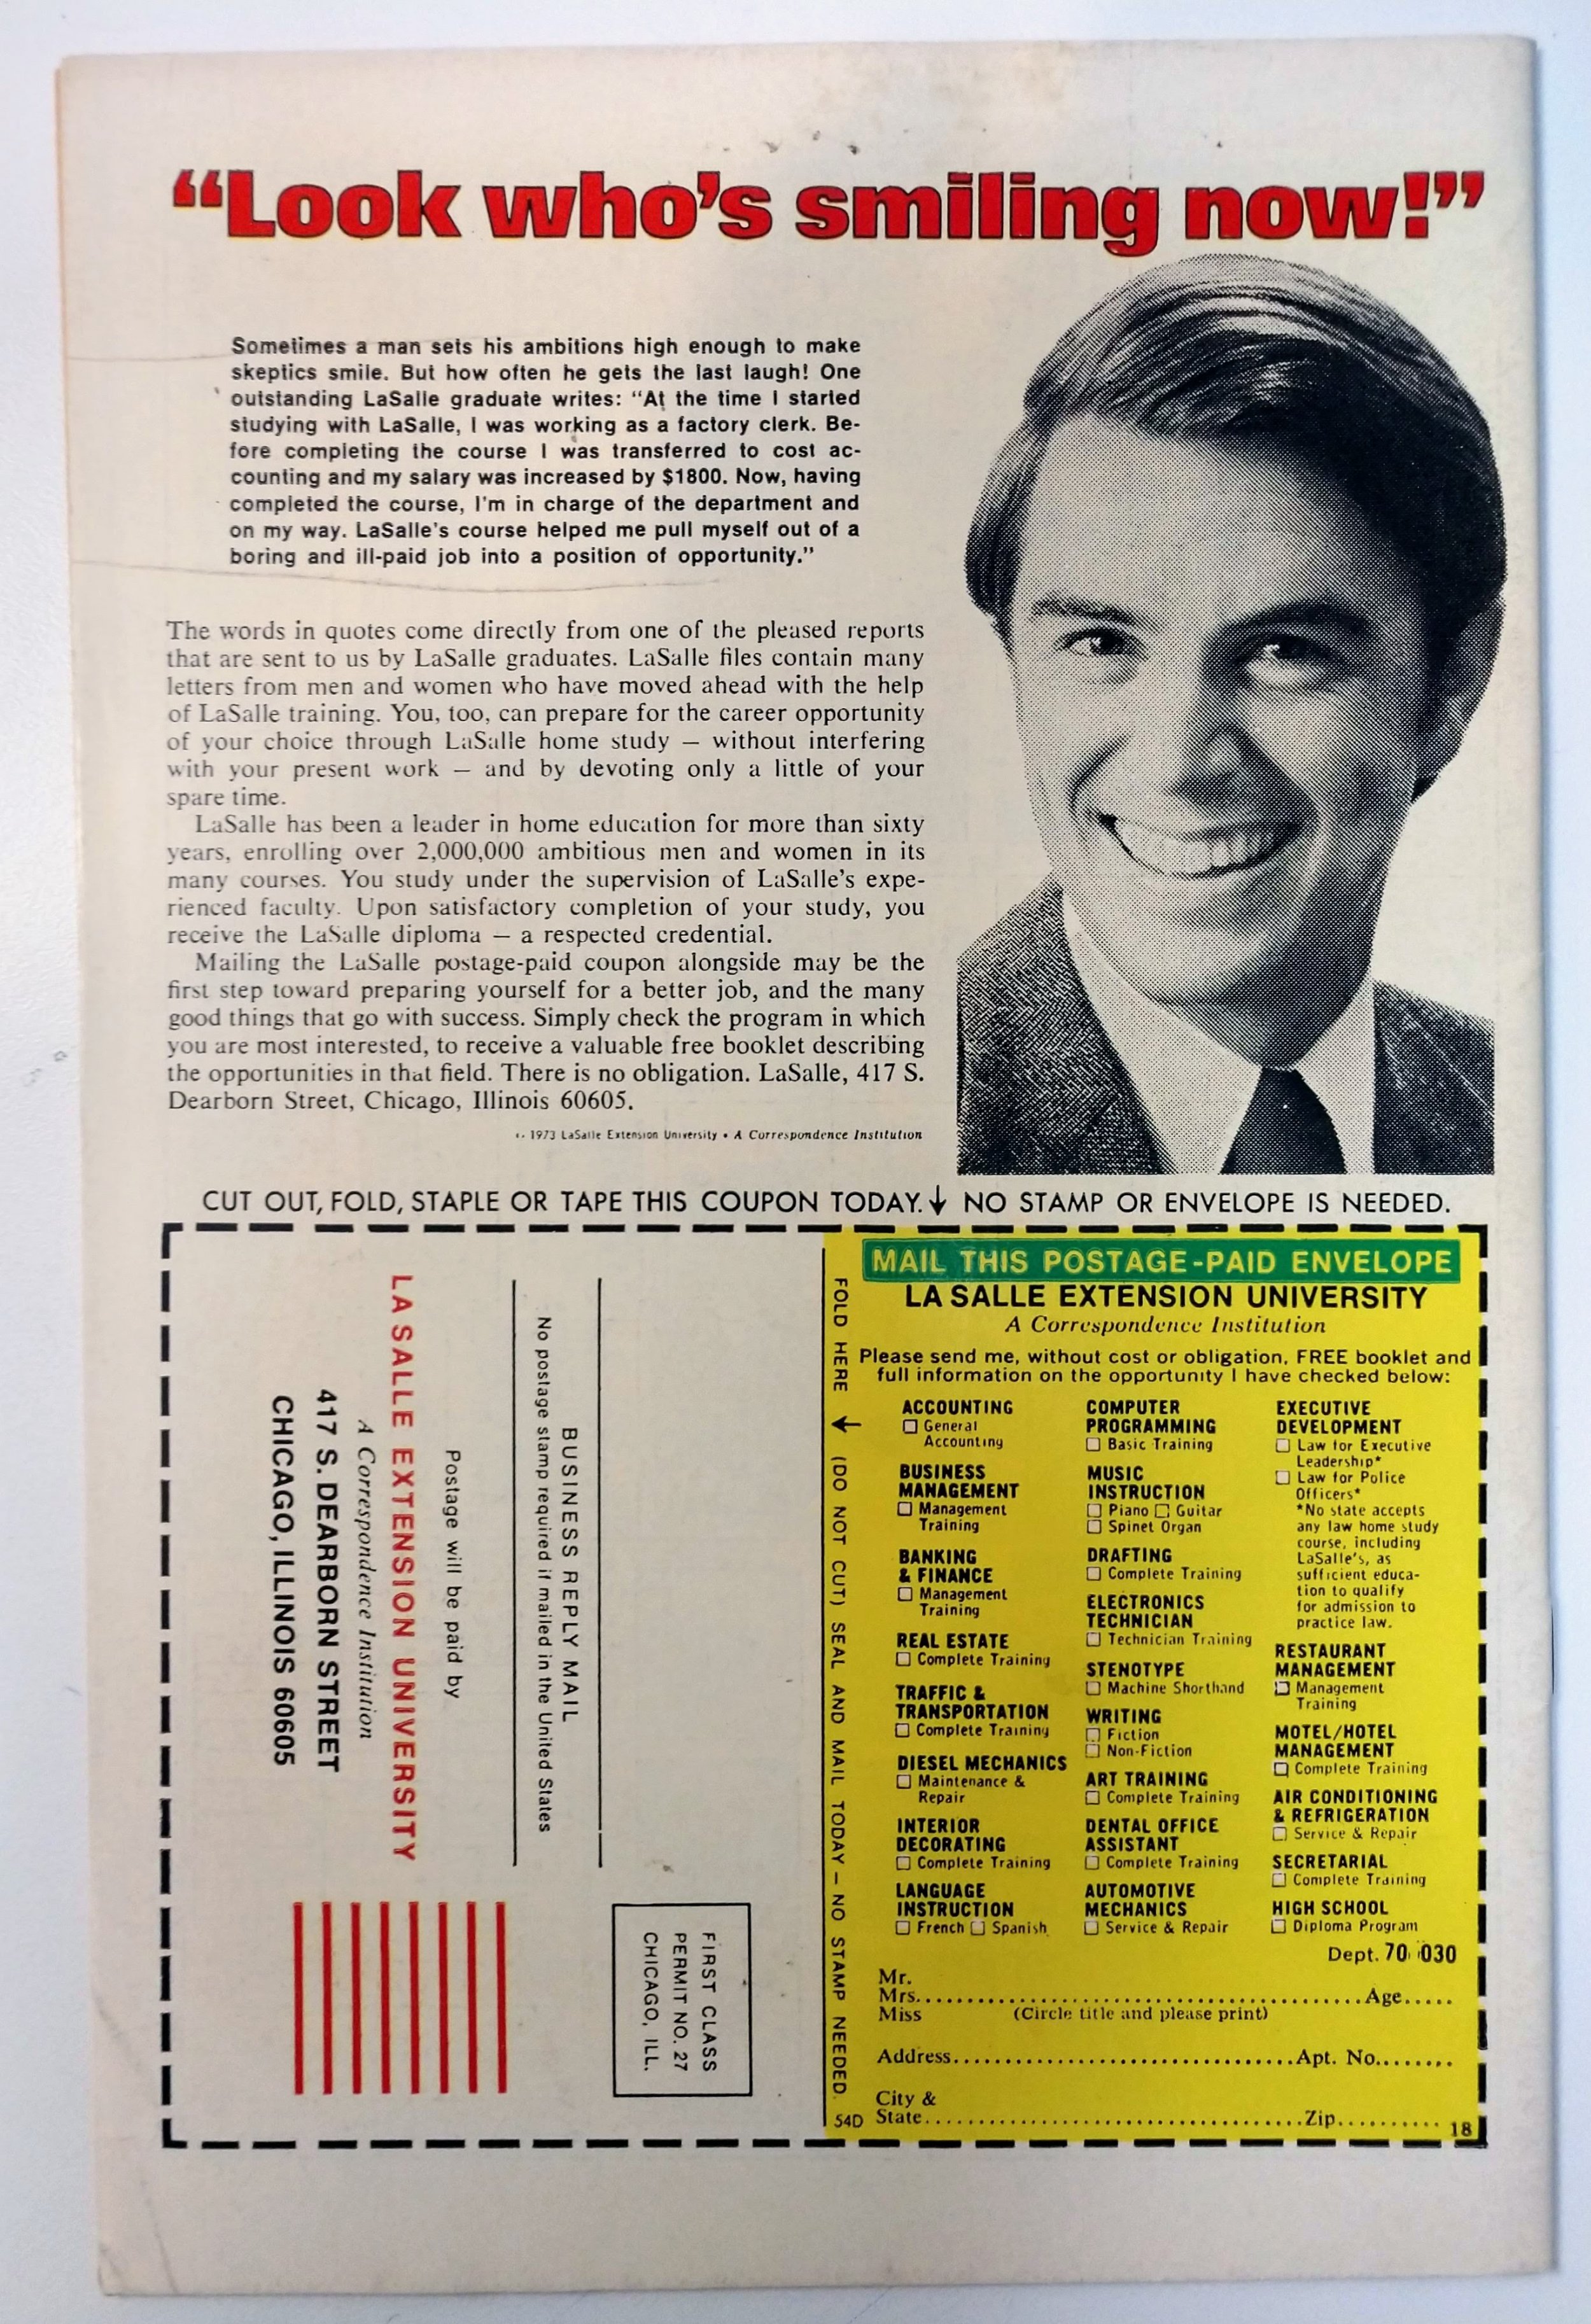 “Look who’s smiling now!”
Sometimes a man sets his ambitions high enough to make
skeptics smile. But how often he gets the last laugh! One
outstanding LaSalle graduate writes: “At the time I started
studying with LaSalle, I was working as a factory clerk. Be-
fore completing the course I was transferred to cost ac-
counting and my salary was increased by $1800. Now, having
completed the course, I'm in charge of the department and
on my way. LaSalle's course helped me pull myself out of a
boring and ill-paid job into a position of opportunity.”
The words in quotes come directly from one of the pleased reports
that are sent to us by LaSalle graduates. LaSalle files contain many
letters from men and women who have moved ahead with the help
of LaSalle training. You, too, can prepare for the career opportunity
of your choice through LaSalle home study — without interfering
with your present work — and by devoting only a little of your
spare time.
LaSalle has been a leader in home education for more than sixty
years, enrolling over 2,000,000 ambitious men and women in its
many courses. You study under the supervision of LaSalle's expe-
rienced faculty. Upon satisfactory completion of your study, you
receive the LaSalle diploma — a respected credential.
Mailing the LaSalle postage-paid coupon alongside may be the
first step toward preparing yourself for a better job, and the many
good things that go with success. Simply check the program in which
you are most interested, to receive a valuable free booklet describing
the opportunities in that field. There is no obligation. LaSalle, 417 S.
Dearborn Street, Chicago, Illinois 60605.
1973 LaSalle Extension University • A Correspondence Institution
CUT OUT, FOLD, STAPLE OR TAPE THIS COUPON TODAY.↓ NO STAMP OR ENVELOPE IS NEEDED.
FIRST CLASS
PERMIT NO. 27
CHICAGO, ILL.
BUSINESS REPLY MAIL
No postage stamp required if mailed in the United States
Postage will be paid by
LA SALLE EXTENSION UNIVERSITY
A Correspondence Institution
417 S. DEARBORN STREET
CHICAGO, ILLINOIS 60605
FOLD HERE ← (DO NOT CUT) SEAL AND MAIL TODAY – NO STAMP NEEDED.
54D
MAIL THIS POSTAGE-PAID ENVELOPE
LA SALLE EXTENSION UNIVERSITY
A Correspondence Institution
Please send me, without cost or obligation, FREE booklet and
full information on the opportunity I have checked below:
ACCOUNTING
☐ General
Accounting
BUSINESS
MANAGEMENT
☐ Management
Training
BANKING
& FINANCE
☐ Management
Training
REAL ESTATE
☐ Complete Training
TRAFFIC &
TRANSPORTATION
☐ Complete Training
DIESEL MECHANICS
☐ Maintenance &
Repair
INTERIOR
DECORATING
☐ Complete Training
LANGUAGE
INSTRUCTION
☐ French ☐ Spanish
COMPUTER
PROGRAMMING
☐ Basic Training
MUSIC
INSTRUCTION
☐ Piano ☐ Guitar
☐ Spinet Organ
DRAFTING
☐ Complete Training
ELECTRONICS
TECHNICIAN
☐ Technician Training
STENOTYPE
☐ Machine Shorthand
WRITING
☐ Fiction
☐ Non-Fiction
ART TRAINING
☐ Complete Training
DENTAL OFFICE
ASSISTANT
☐ Complete Training
AUTOMOTIVE
MECHANICS
☐ Service & Repair
EXECUTIVE
DEVELOPMENT
☐ Law for Executive
Leadership*
☐ Law for Police
Officers*
*No state accepts
any law home study
course, including
LaSalle's, as
sufficient educa-
tion to qualify
for admission to
practice law.
RESTAURANT
MANAGEMENT
☐ Management
Training
MOTEL/HOTEL
MANAGEMENT
☐ Complete Training
AIR CONDITIONING
& REFRIGERATION
☐ Service & Repair
SECRETARIAL
☐ Complete Training
HIGH SCHOOL
☐ Diploma Program
Dept. 70 030
Mr.
Mrs. Age
Miss (Circle title and please print)
Address Apt. No.
City &
State Zip
18